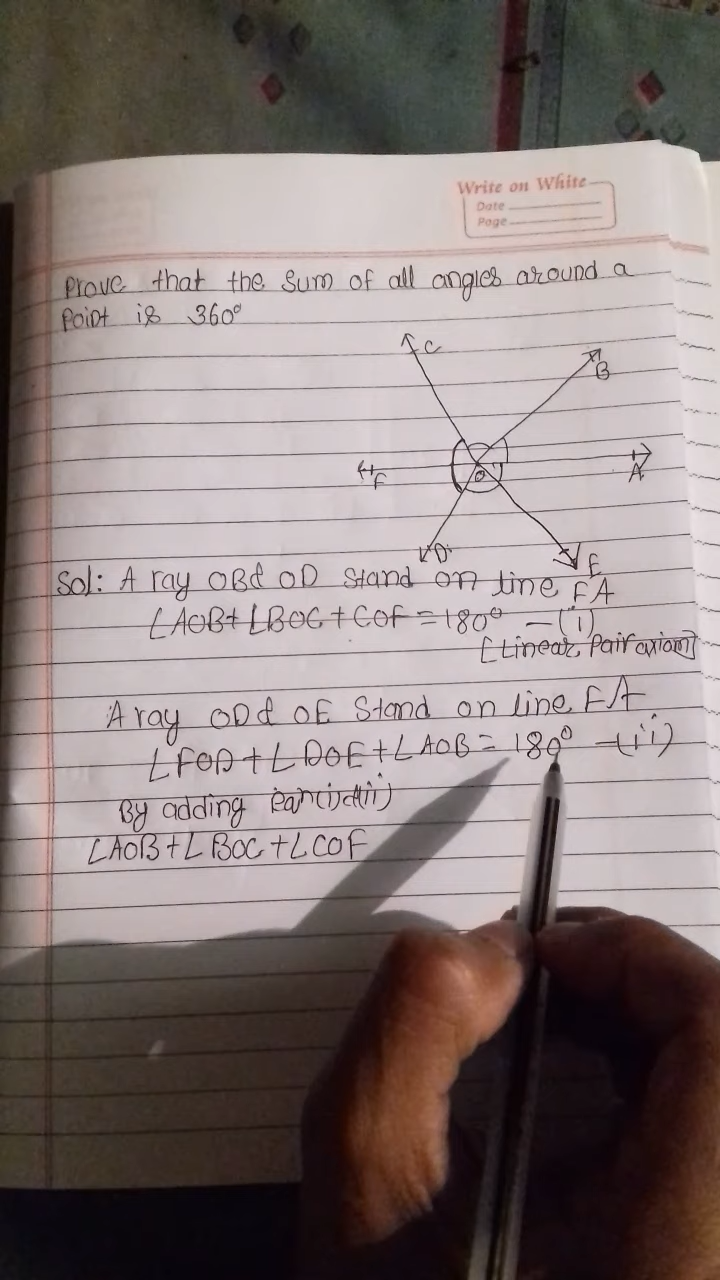 Write on White
Date
Page
Prove that the Sum of all angles around a
Point is 360°
C
B
F
O
A
D
E
Sol: A ray OB & OD Stand on line FA
∠AOB+∠BOC+COF=180° —(i)
[Linear Pair axiom]
A ray OD & OE Stand on line FA
∠FOD+∠DOE+∠AOB=180° —(ii)
By adding (i)&(ii)
∠AOB+∠BOC+∠COF